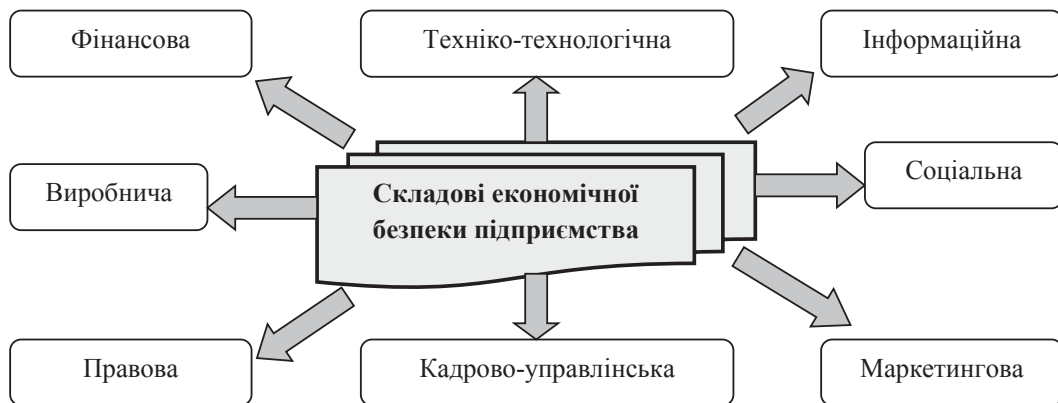 Фінансова
Техніко-технологічна
Інформаційна
Виробнича
Складові економічної
безпеки підприємства
Соціальна
Правова
Кадрово-управлінська
Маркетингова